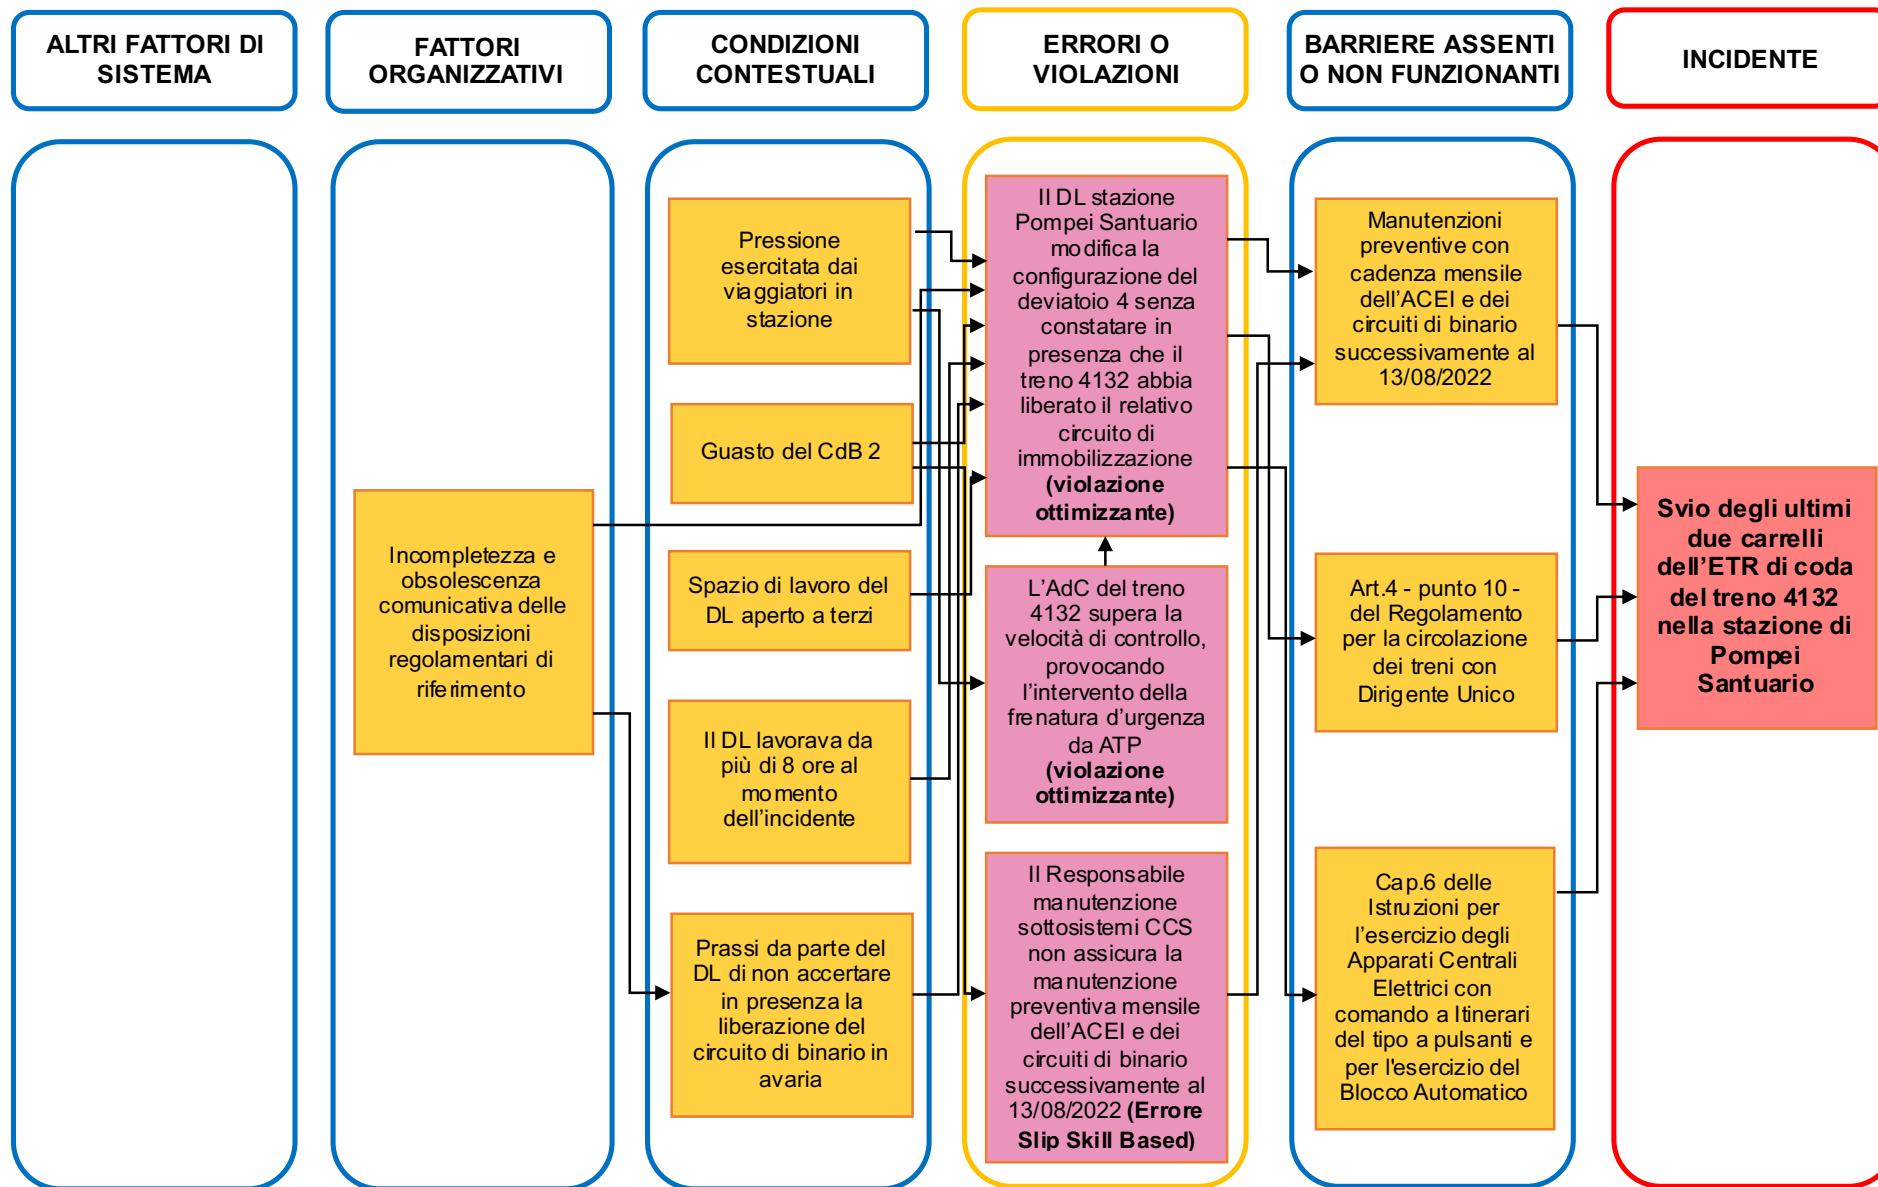 ALTRI FATTORI DI
SISTEMA
FATTORI
ORGANIZZATIVI
CONDIZIONI
CONTESTUALI
ERRORI O
VIOLAZIONI
BARRIERE ASSENTI
O NON FUNZIONANTI
INCIDENTE
Incompletezza e
obsolescenza
comunicativa delle
disposizioni
regolamentari di
riferimento
Pressione
esercitata dai
viaggiatori in
stazione
Guasto del CdB 2
Spazio di lavoro del
DL aperto a terzi
Il DL lavorava da
più di 8 ore al
momento
dell'incidente
Prassi da parte del
DL di non accertare
in presenza la
liberazione del
circuito di binario in
avaria
Il DL stazione
Pompei Santuario
modifica la
configurazione del
deviatoio 4 senza
constatare in
presenza che il
treno 4132 abbia
liberato il relativo
circuito di
immobilizzazione
(violazione
ottimizzante)
L'AdC del treno
4132 supera la
velocità di controllo,
provocando
l'intervento della
frenatura d'urgenza
da ATP
(violazione
ottimizzante)
Il Responsabile
manutenzione
sottosistemi CCS
non assicura la
manutenzione
preventiva mensile
dell'ACEI e dei
circuiti di binario
successivamente al
13/08/2022 (Errore
Slip Skill Based)
Manutenzioni
preventive con
cadenza mensile
dell'ACEI e dei
circuiti di binario
successivamente al
13/08/2022
Art.4 - punto 10 -
del Regolamento
per la circolazione
dei treni con
Dirigente Unico
Cap.6 delle
Istruzioni per
l'esercizio degli
Apparati Centrali
Elettrici con
comando a Itinerari
del tipo a pulsanti e
per l'esercizio del
Blocco Automatico
Svio degli ultimi
due carrelli
dell'ETR di coda
del treno 4132
nella stazione di
Pompei
Santuario